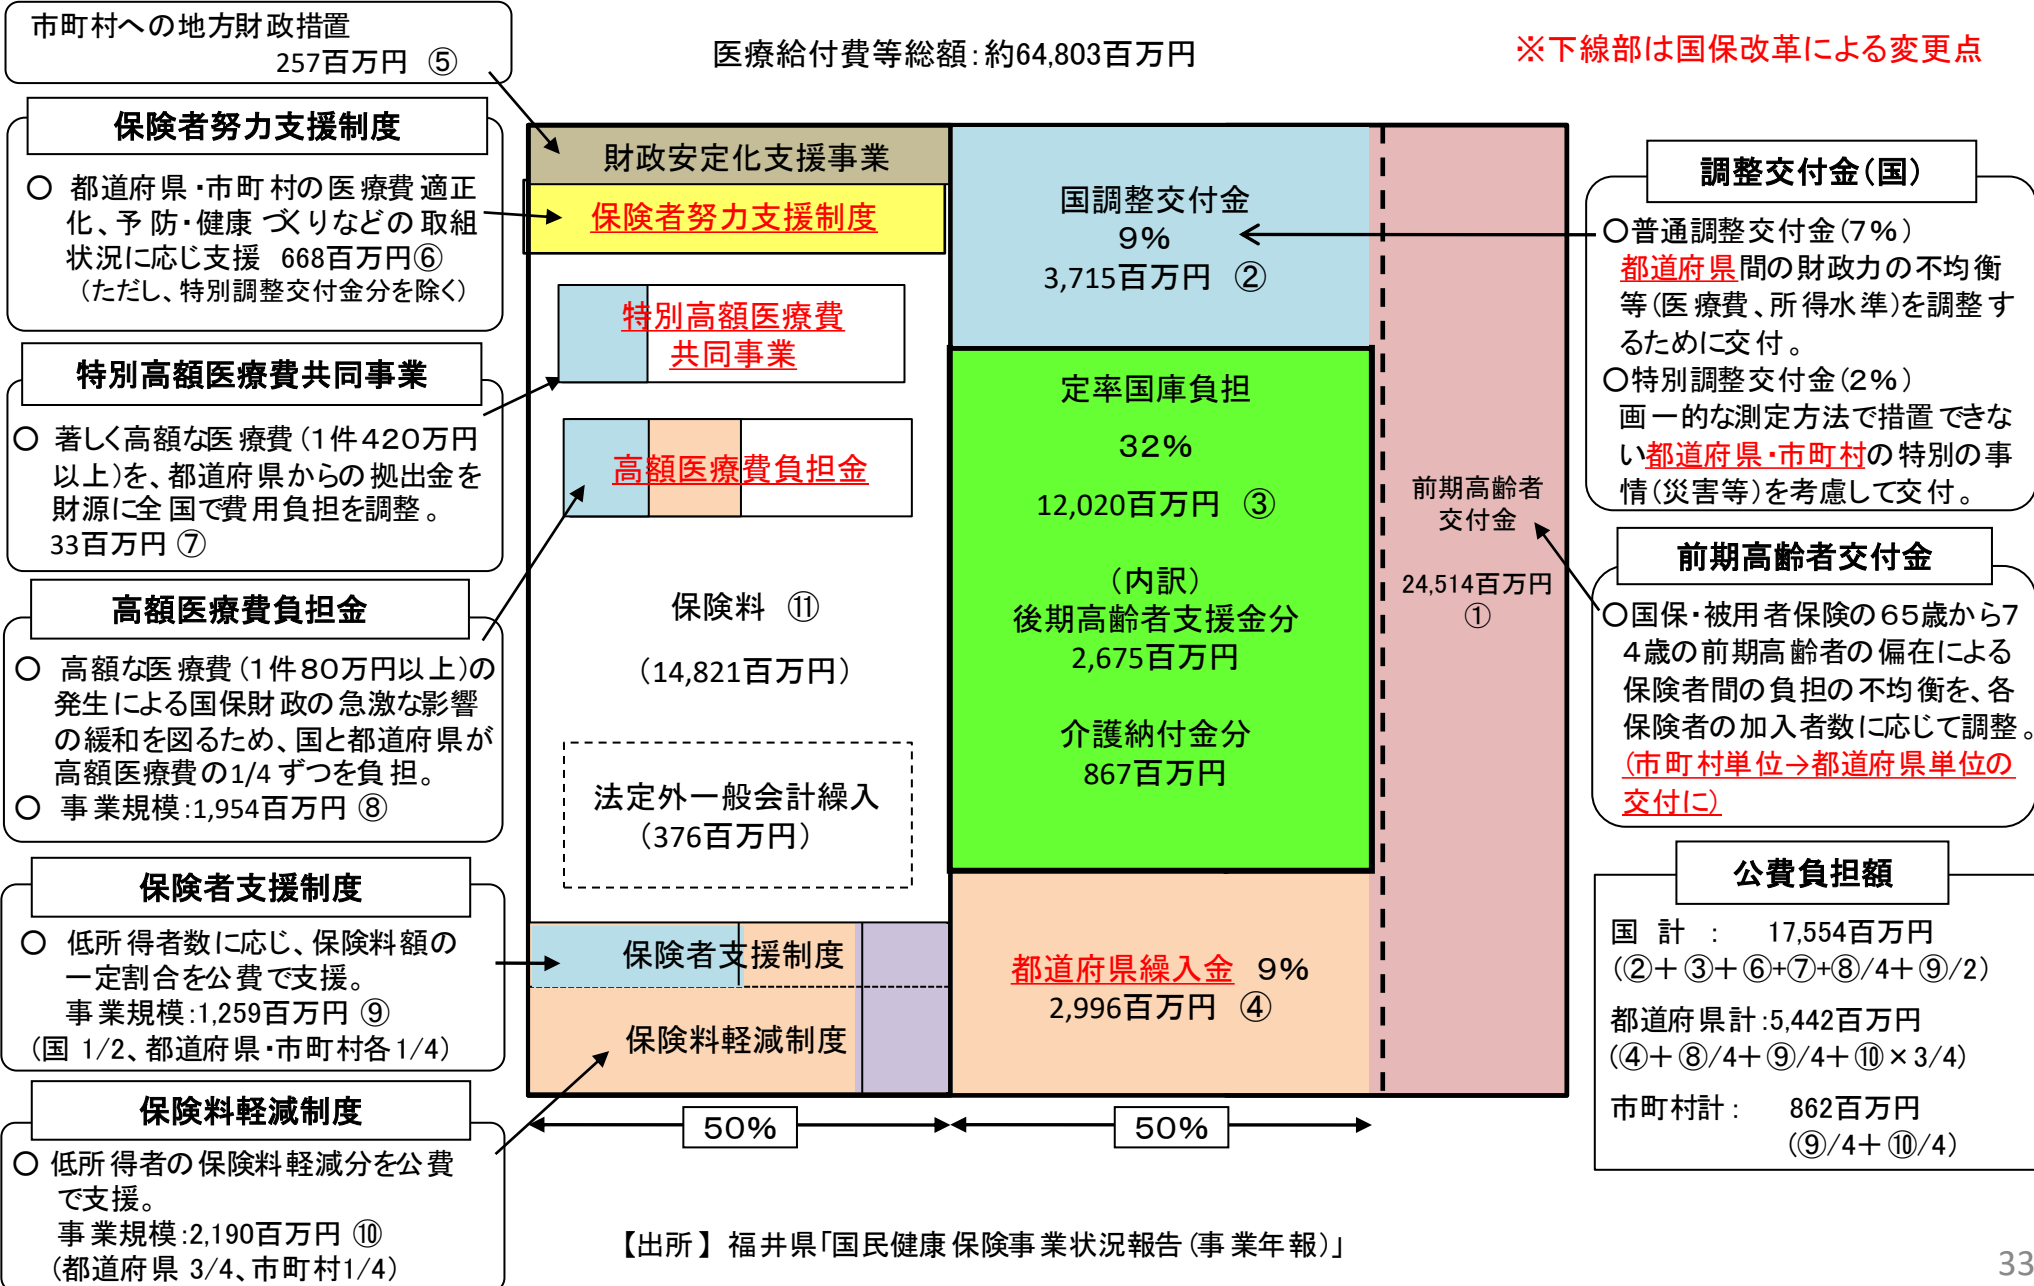 市町村への地方財政措置
257百万円 ⑤
医療給付費等総額：約64,803百万円
※下線部は国保改革による変更点
保険者努力支援制度
○ 都道府県・市町村の医療費適正
化、予防・健康づくりなどの取組
状況に応じ支援 668百万円⑥
（ただし、特別調整交付金分を除く）
特別高額医療費共同事業
○ 著しく高額な医療費（１件４２０万円
以上）を、都道府県からの拠出金を
財源に全国で費用負担を調整。
33百万円 ⑦
高額医療費負担金
○ 高額な医療費（１件８０万円以上）の
発生による国保財政の急激な影響
の緩和を図るため、国と都道府県が
高額医療費の1/4ずつを負担。
○ 事業規模：1,954百万円 ⑧
保険者支援制度
○ 低所得者数に応じ、保険料額の
一定割合を公費で支援。
事業規模：1,259百万円 ⑨
（国 1/2、都道府県・市町村各1/4）
保険料軽減制度
○ 低所得者の保険料軽減分を公費
で支援。
事業規模：2,190百万円 ⑩
（都道府県 3/4、市町村1/4）
財政安定化支援事業
保険者努力支援制度
特別高額医療費
共同事業
高額医療費負担金
保険料 ⑪
（14,821百万円）
法定外一般会計繰入
（376百万円）
保険者支援制度
保険料軽減制度
50%
国調整交付金
9%
3,715百万円 ②
定率国庫負担
32%
12,020百万円 ③
（内訳）
後期高齢者支援金分
2,675百万円
介護納付金分
867百万円
都道府県繰入金 9%
2,996百万円 ④
50%
前期高齢者
交付金
24,514百万円
①
調整交付金（国）
○普通調整交付金（７％）
都道府県間の財政力の不均衡
等（医療費、所得水準）を調整す
るために交付。
○特別調整交付金（２％）
画一的な測定方法で措置できな
い都道府県・市町村の特別の事
情（災害等）を考慮して交付。
前期高齢者交付金
○国保・被用者保険の６５歳から７
４歳の前期高齢者の偏在による
保険者間の負担の不均衡を、各
保険者の加入者数に応じて調整。
（市町村単位→都道府県単位の
交付に）
公費負担額
国 計 ： 17,554百万円
（②＋③＋⑥+⑦+⑧/4＋⑨/2）
都道府県計：5,442百万円
（④＋⑧/4＋⑨/4＋⑩×3/4）
市町村計： 862百万円
（⑨/4＋⑩/4）
【出所】福井県「国民健康保険事業状況報告（事業年報）」
33